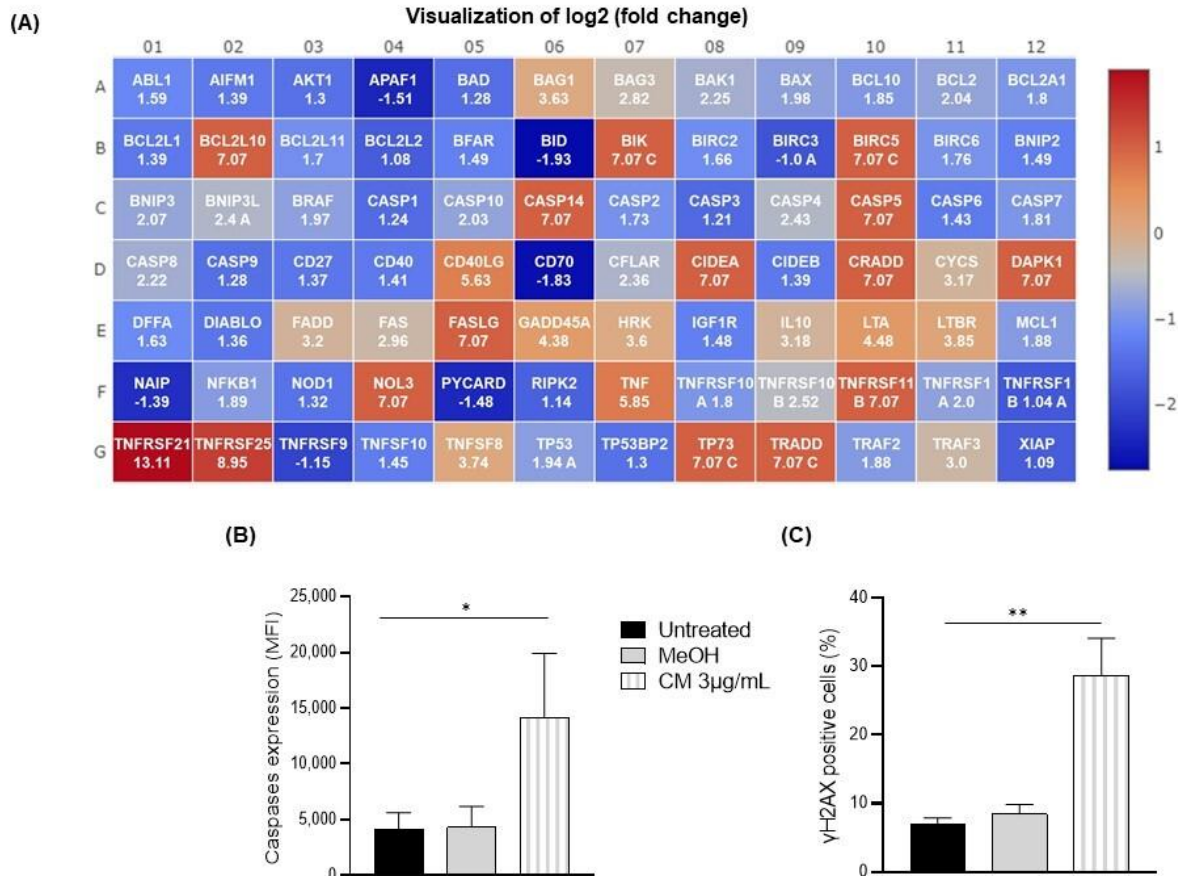 (A)
Visualization of log2 (fold change)
01 02 03 04 05 06 07 08 09 10 11 12
A
ABL1 AIFM1 AKT1 APAF1 BAD BAG1 BAG3 BAK1 BAX BCL10 BCL2 BCL2A1
1.59 1.39 1.3 -1.51 1.28 3.63 2.82 2.25 1.98 1.85 2.04 1.8
B
BCL2L1 BCL2L10 BCL2L11 BCL2L2 BFAR BID BIK BIRC2 BIRC3 BIRC5 BIRC6 BNIP2
1.39 7.07 1.7 1.08 1.49 -1.93 7.07 C 1.66 -1.0 A 7.07 C 1.76 1.49
C
BNIP3 BNIP3L BRAF CASP1 CASP10 CASP14 CASP2 CASP3 CASP4 CASP5 CASP6 CASP7
2.07 2.4 A 1.97 1.24 2.03 7.07 1.73 1.21 2.43 7.07 1.43 1.81
D
CASP8 CASP9 CD27 CD40 CD40LG CD70 CFLAR CIDEA CIDEB CRADD CYCS DAPK1
2.22 1.28 1.37 1.41 5.63 -1.83 2.36 7.07 1.39 7.07 3.17 7.07
E
DFFA DIABLO FADD FAS FASLG GADD45A HRK IGF1R IL10 LTA LTBR MCL1
1.63 1.36 3.2 2.96 7.07 4.38 3.6 1.48 3.18 4.48 3.85 1.88
F
NAIP NFKB1 NOD1 NOL3 PYCARD RIPK2 TNF TNFRSF10 TNFRSF10 TNFRSF11 TNFRSF1 TNFRSF1
-1.39 1.89 1.32 7.07 -1.48 1.14 5.85 A 1.8 B 2.52 B 7.07 A 2.0 B 1.04 A
G
TNFRSF21 TNFRSF25 TNFRSF9 TNFSF10 TNFSF8 TP53 TP53BP2 TP73 TRADD TRAF2 TRAF3 XIAP
13.11 8.95 -1.15 1.45 3.74 1.94 A 1.3 7.07 C 7.07 C 1.88 3.0 1.09
1
0
−1
−2
(B)
Caspases expression (MFI)
25,000
20,000
15,000
10,000
5,000
0
*
Untreated
MeOH
CM 3µg/mL
(C)
γH2AX positive cells (%)
40
30
20
10
0
**